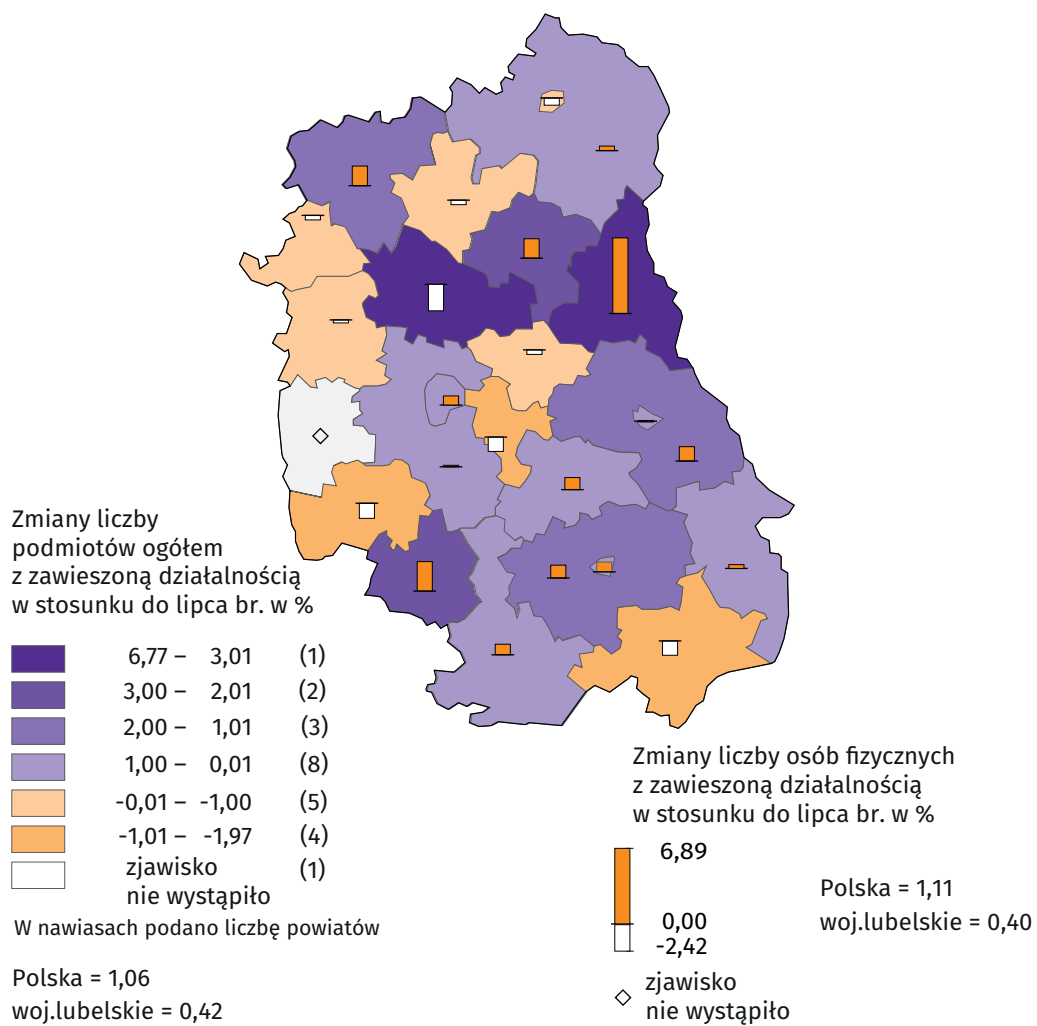 Zmiany liczby
podmiotów ogółem
z zawieszoną działalnością
w stosunku do lipca br. w %
6,77 – 3,01 (1)
3,00 – 2,01 (2)
2,00 – 1,01 (3)
1,00 – 0,01 (8)
-0,01 – -1,00 (5)
-1,01 – -1,97 (4)
zjawisko (1)
nie wystąpiło
W nawiasach podano liczbę powiatów
Polska = 1,06
woj.lubelskie = 0,42
Zmiany liczby osób fizycznych
z zawieszoną działalnością
w stosunku do lipca br. w %
6,89
0,00
-2,42
zjawisko
nie wystąpiło
Polska = 1,11
woj.lubelskie = 0,40